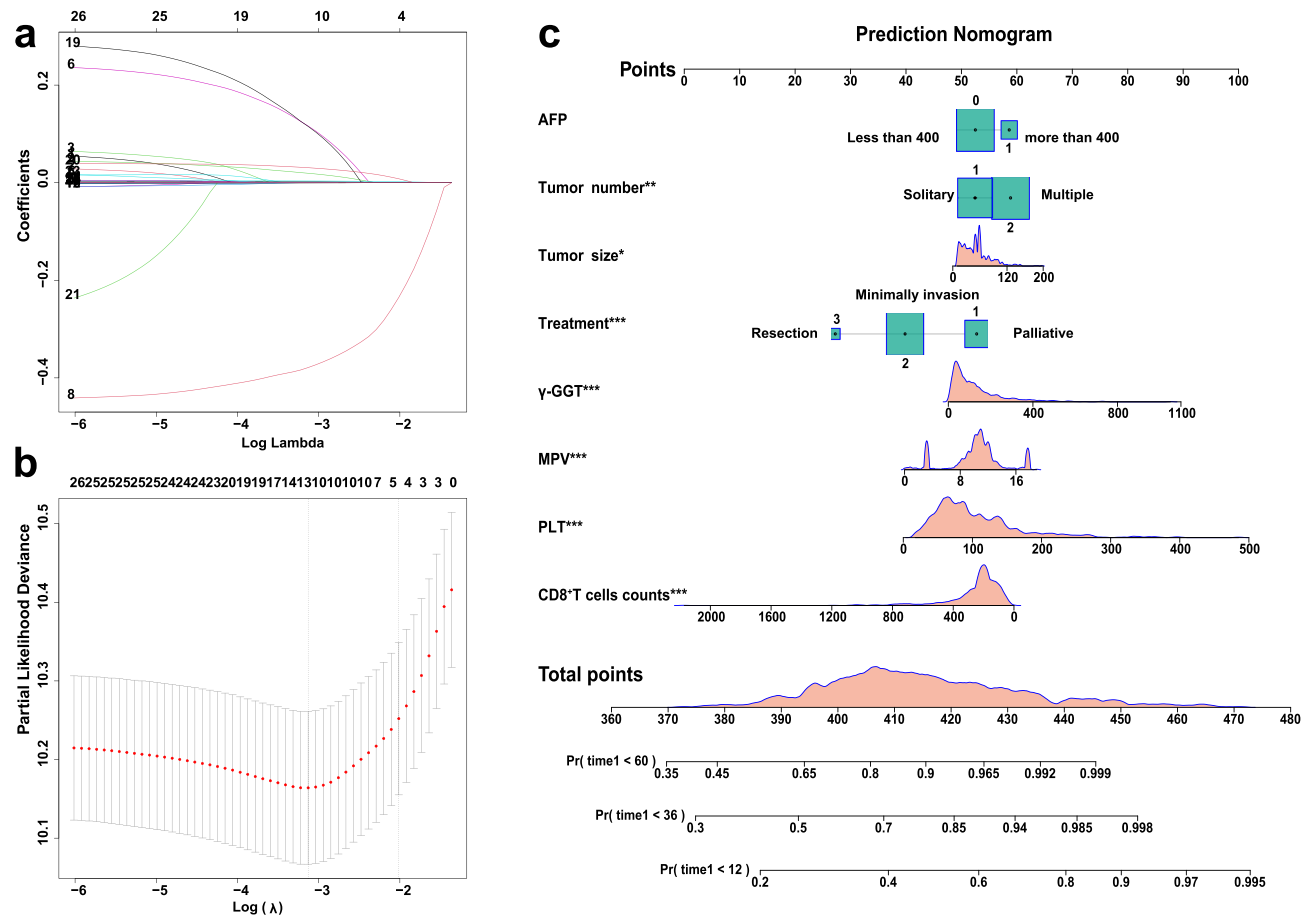 a
26 25 19 10 4
19
6
3
21
8
0.2
0.0
−0.2
−0.4
Coefficients
−6 −5 −4 −3 −2
Log Lambda
b
26252525252524242423201919171413101010107 5 4 3 3 0
10.5
10.4
10.3
10.2
10.1
Partial Likelihood Deviance
−6 −5 −4 −3 −2
Log ( λ)
c
Prediction Nomogram
Points 0 10 20 30 40 50 60 70 80 90 100
0
AFP
Less than 400 more than 400
1
1
Tumor number**
Solitary Multiple
2
Tumor size*
0 120 200
Minimally invasion
3 1
Treatment***
Resection Palliative
2
γ-GGT***
0 400 800 1100
MPV***
0 8 16
PLT***
0 100 200 300 400 500
CD8⁺T cells counts***
2000 1600 1200 800 400 0
Total points
360 370 380 390 400 410 420 430 440 450 460 470 480
Pr( time1 < 60 )
0.35 0.45 0.65 0.8 0.9 0.965 0.992 0.999
Pr( time1 < 36 )
0.3 0.5 0.7 0.85 0.94 0.985 0.998
Pr( time1 < 12 )
0.2 0.4 0.6 0.8 0.9 0.97 0.995